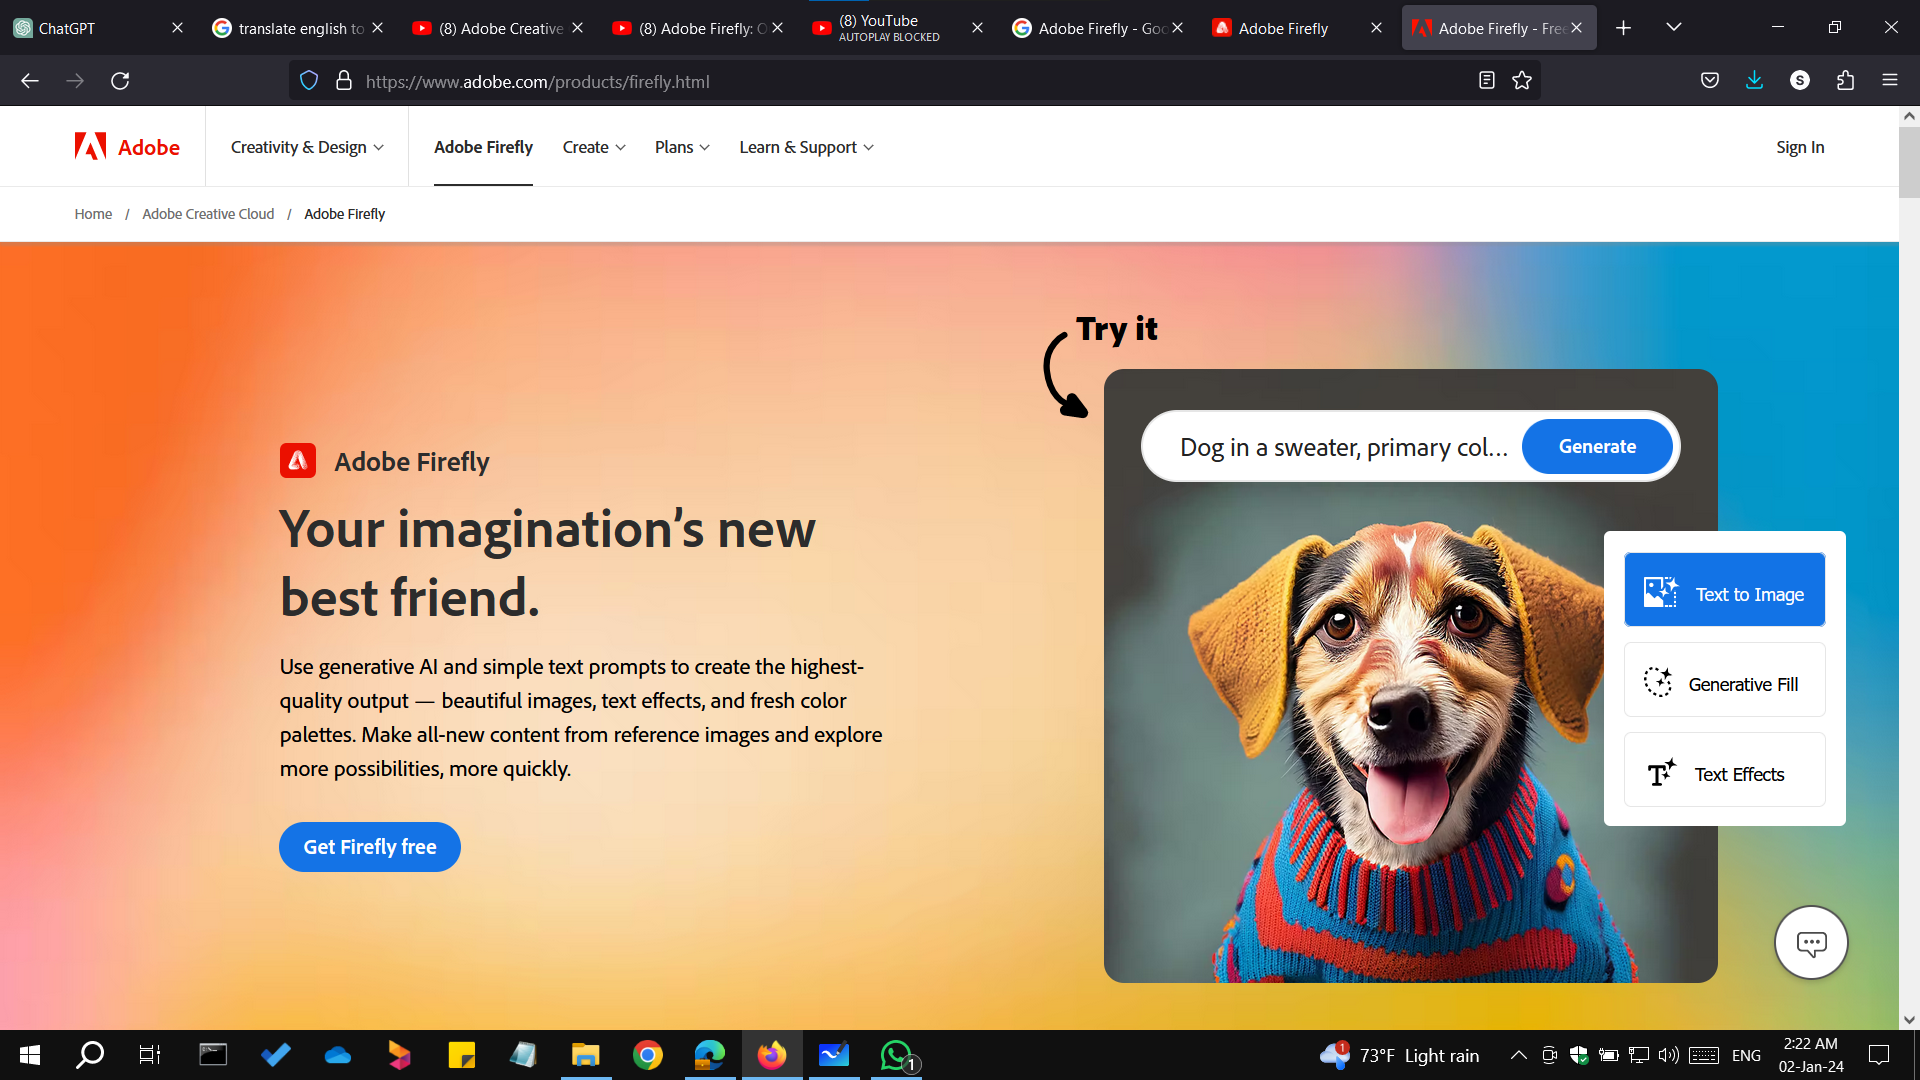 ChatGPT
translate english to
(8) Adobe Creative
(8) Adobe Firefly: O
(8) YouTube
AUTOPLAY BLOCKED
Adobe Firefly - Goo
Adobe Firefly
Adobe Firefly - Free
https://www.adobe.com/products/firefly.html
S
Adobe
Creativity & Design
Adobe Firefly
Create
Plans
Learn & Support
Sign In
Home / Adobe Creative Cloud / Adobe Firefly
Try it
Dog in a sweater, primary col...
Generate
Adobe Firefly
Your imagination’s new
best friend.
Use generative AI and simple text prompts to create the highest-
quality output — beautiful images, text effects, and fresh color
palettes. Make all-new content from reference images and explore
more possibilities, more quickly.
Get Firefly free
Text to Image
Generative Fill
Text Effects
1
1
73°F Light rain
ENG
2:22 AM
02-Jan-24